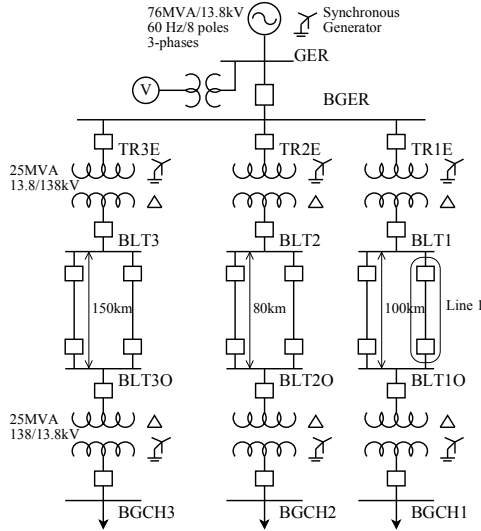 76MVA/13.8kV
60 Hz/8 poles
3-phases
Synchronous
Generator
GER
V
BGER
TR3E
TR2E
TR1E
25MVA
13.8/138kV
BLT3
BLT2
BLT1
150km
80km
100km
Line 1
BLT3O
BLT2O
BLT1O
25MVA
138/13.8kV
BGCH3
BGCH2
BGCH1